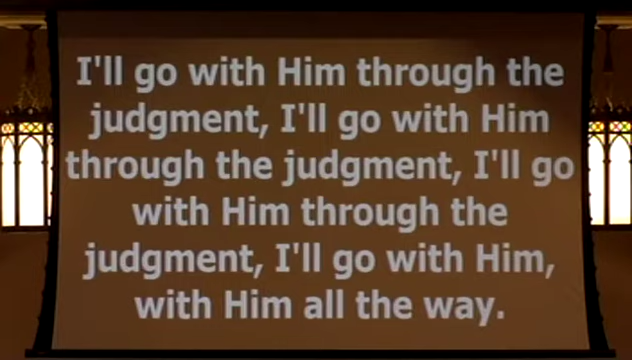 I'll go with Him through the
judgment, I'll go with Him
through the judgment, I'll go
with Him through the
judgment, I'll go with Him,
with Him all the way.